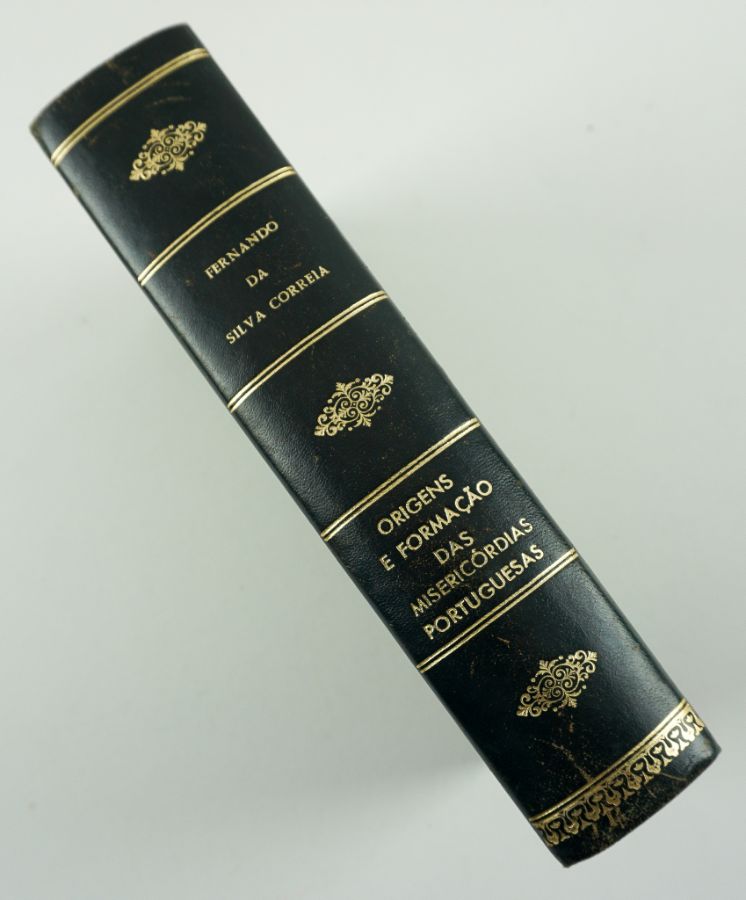 FERNANDO
DA
SILVA CORREIA
ORIGENS
E FORMAÇÃO
DAS
MISERICÓRDIAS
PORTUGUESAS